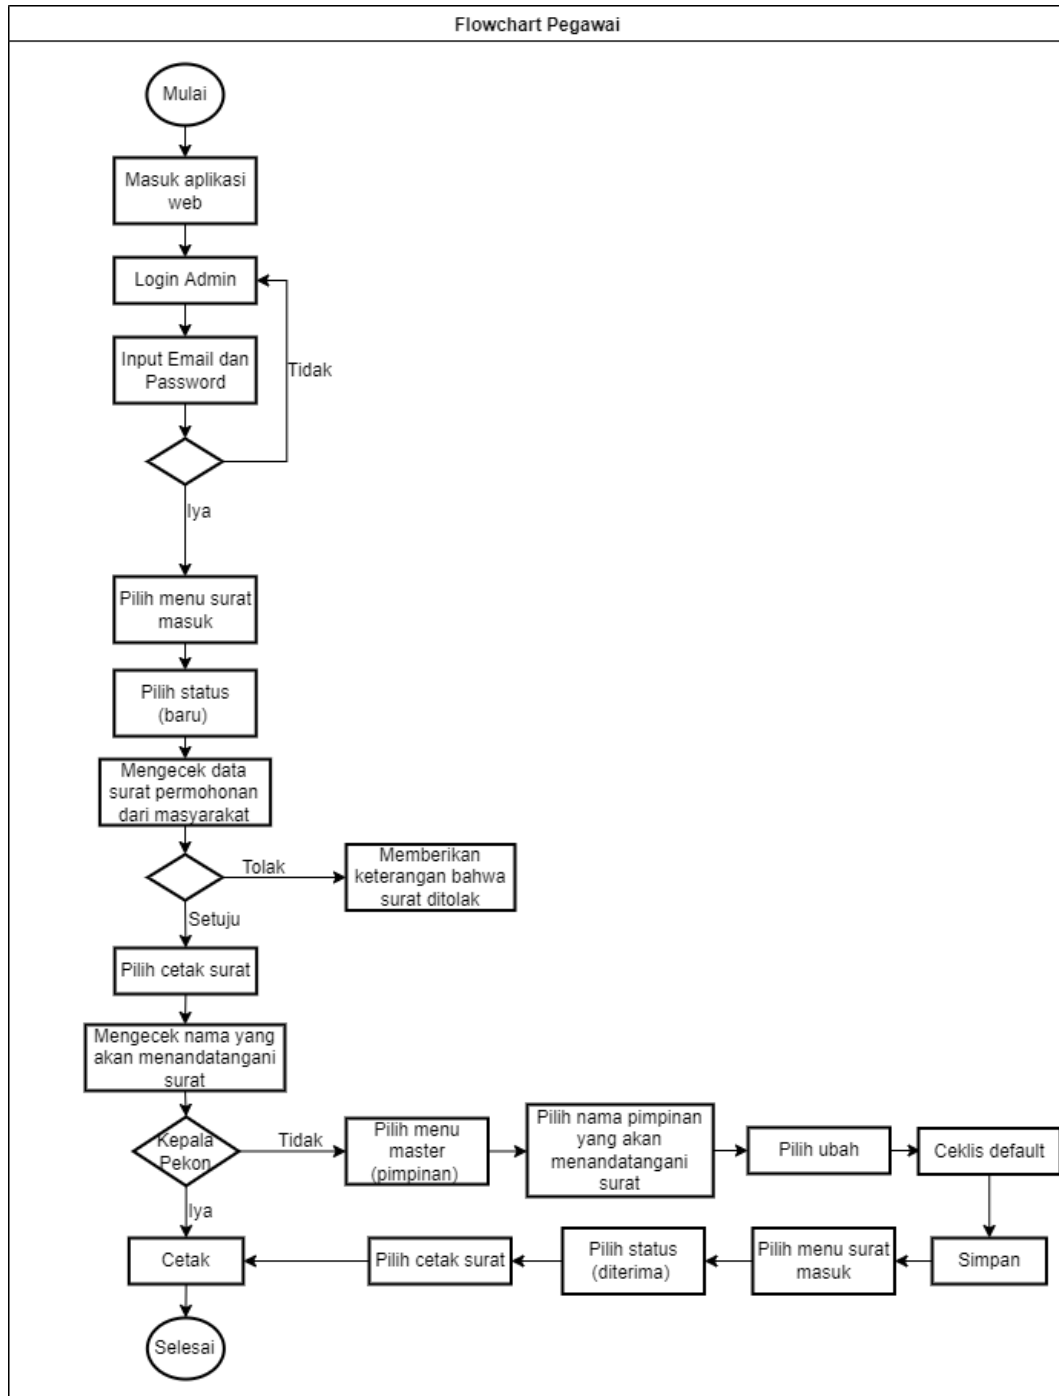 Flowchart Pegawai
Mulai
Masuk aplikasi
web
Login Admin
Input Email dan
Password
Tidak
Iya
Pilih menu surat
masuk
Pilih status
(baru)
Mengecek data
surat permohonan
dari masyarakat
Tolak
Memberikan
keterangan bahwa
surat ditolak
Setuju
Pilih cetak surat
Mengecek nama yang
akan menandatangani
surat
Kepala
Pekon
Tidak
Pilih menu
master
(pimpinan)
Pilih nama pimpinan
yang akan
menandatangani
surat
Pilih ubah
Ceklis default
Iya
Cetak
Pilih cetak surat
Pilih status
(diterima)
Pilih menu surat
masuk
Simpan
Selesai